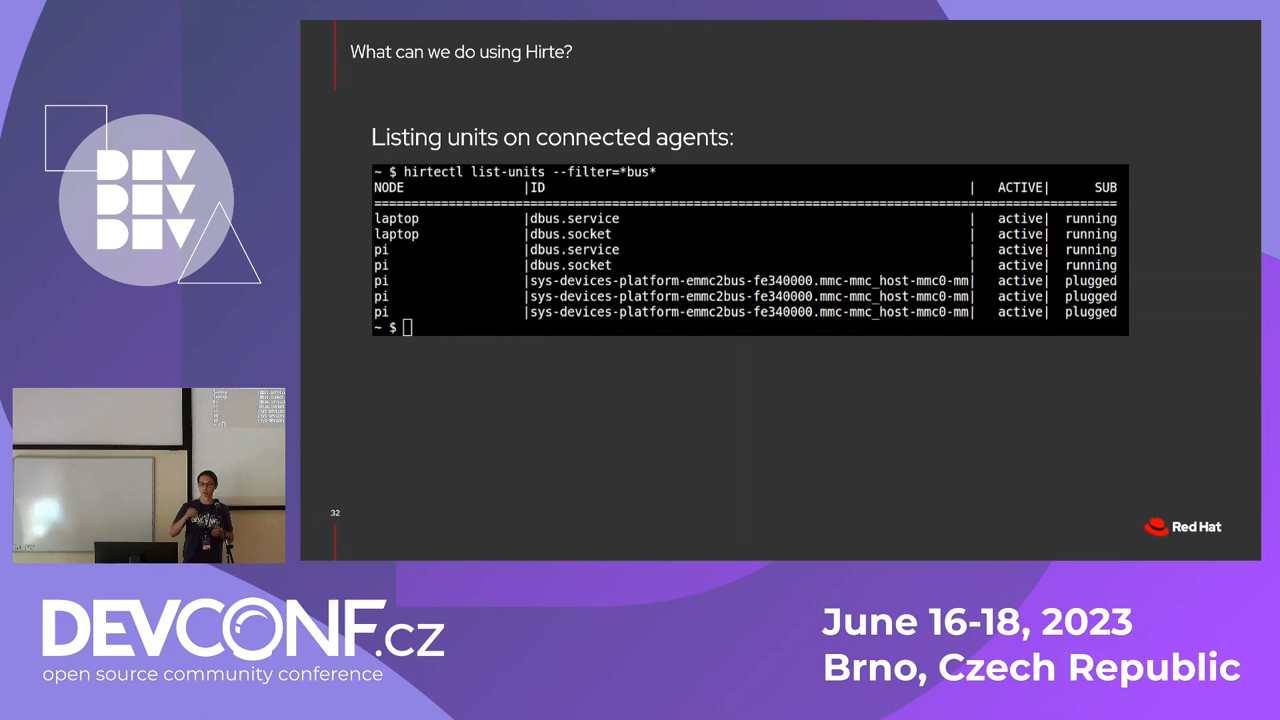 What can we do using Hirte?
Listing units on connected agents:
~ $ hirtectl list-units --filter=*bus*
NODE |ID | ACTIVE| SUB
================================================================================
laptop |dbus.service | active| running
laptop |dbus.socket | active| running
pi |dbus.service | active| running
pi |dbus.socket | active| running
pi |sys-devices-platform-emmc2bus-fe340000.mmc-mmc_host-mmc0-mm| active| plugged
pi |sys-devices-platform-emmc2bus-fe340000.mmc-mmc_host-mmc0-mm| active| plugged
pi |sys-devices-platform-emmc2bus-fe340000.mmc-mmc_host-mmc0-mm| active| plugged
~ $
32
Red Hat
DEV
DEV
DEV
DEVCONF.cz
open source community conference
June 16-18, 2023
Brno, Czech Republic